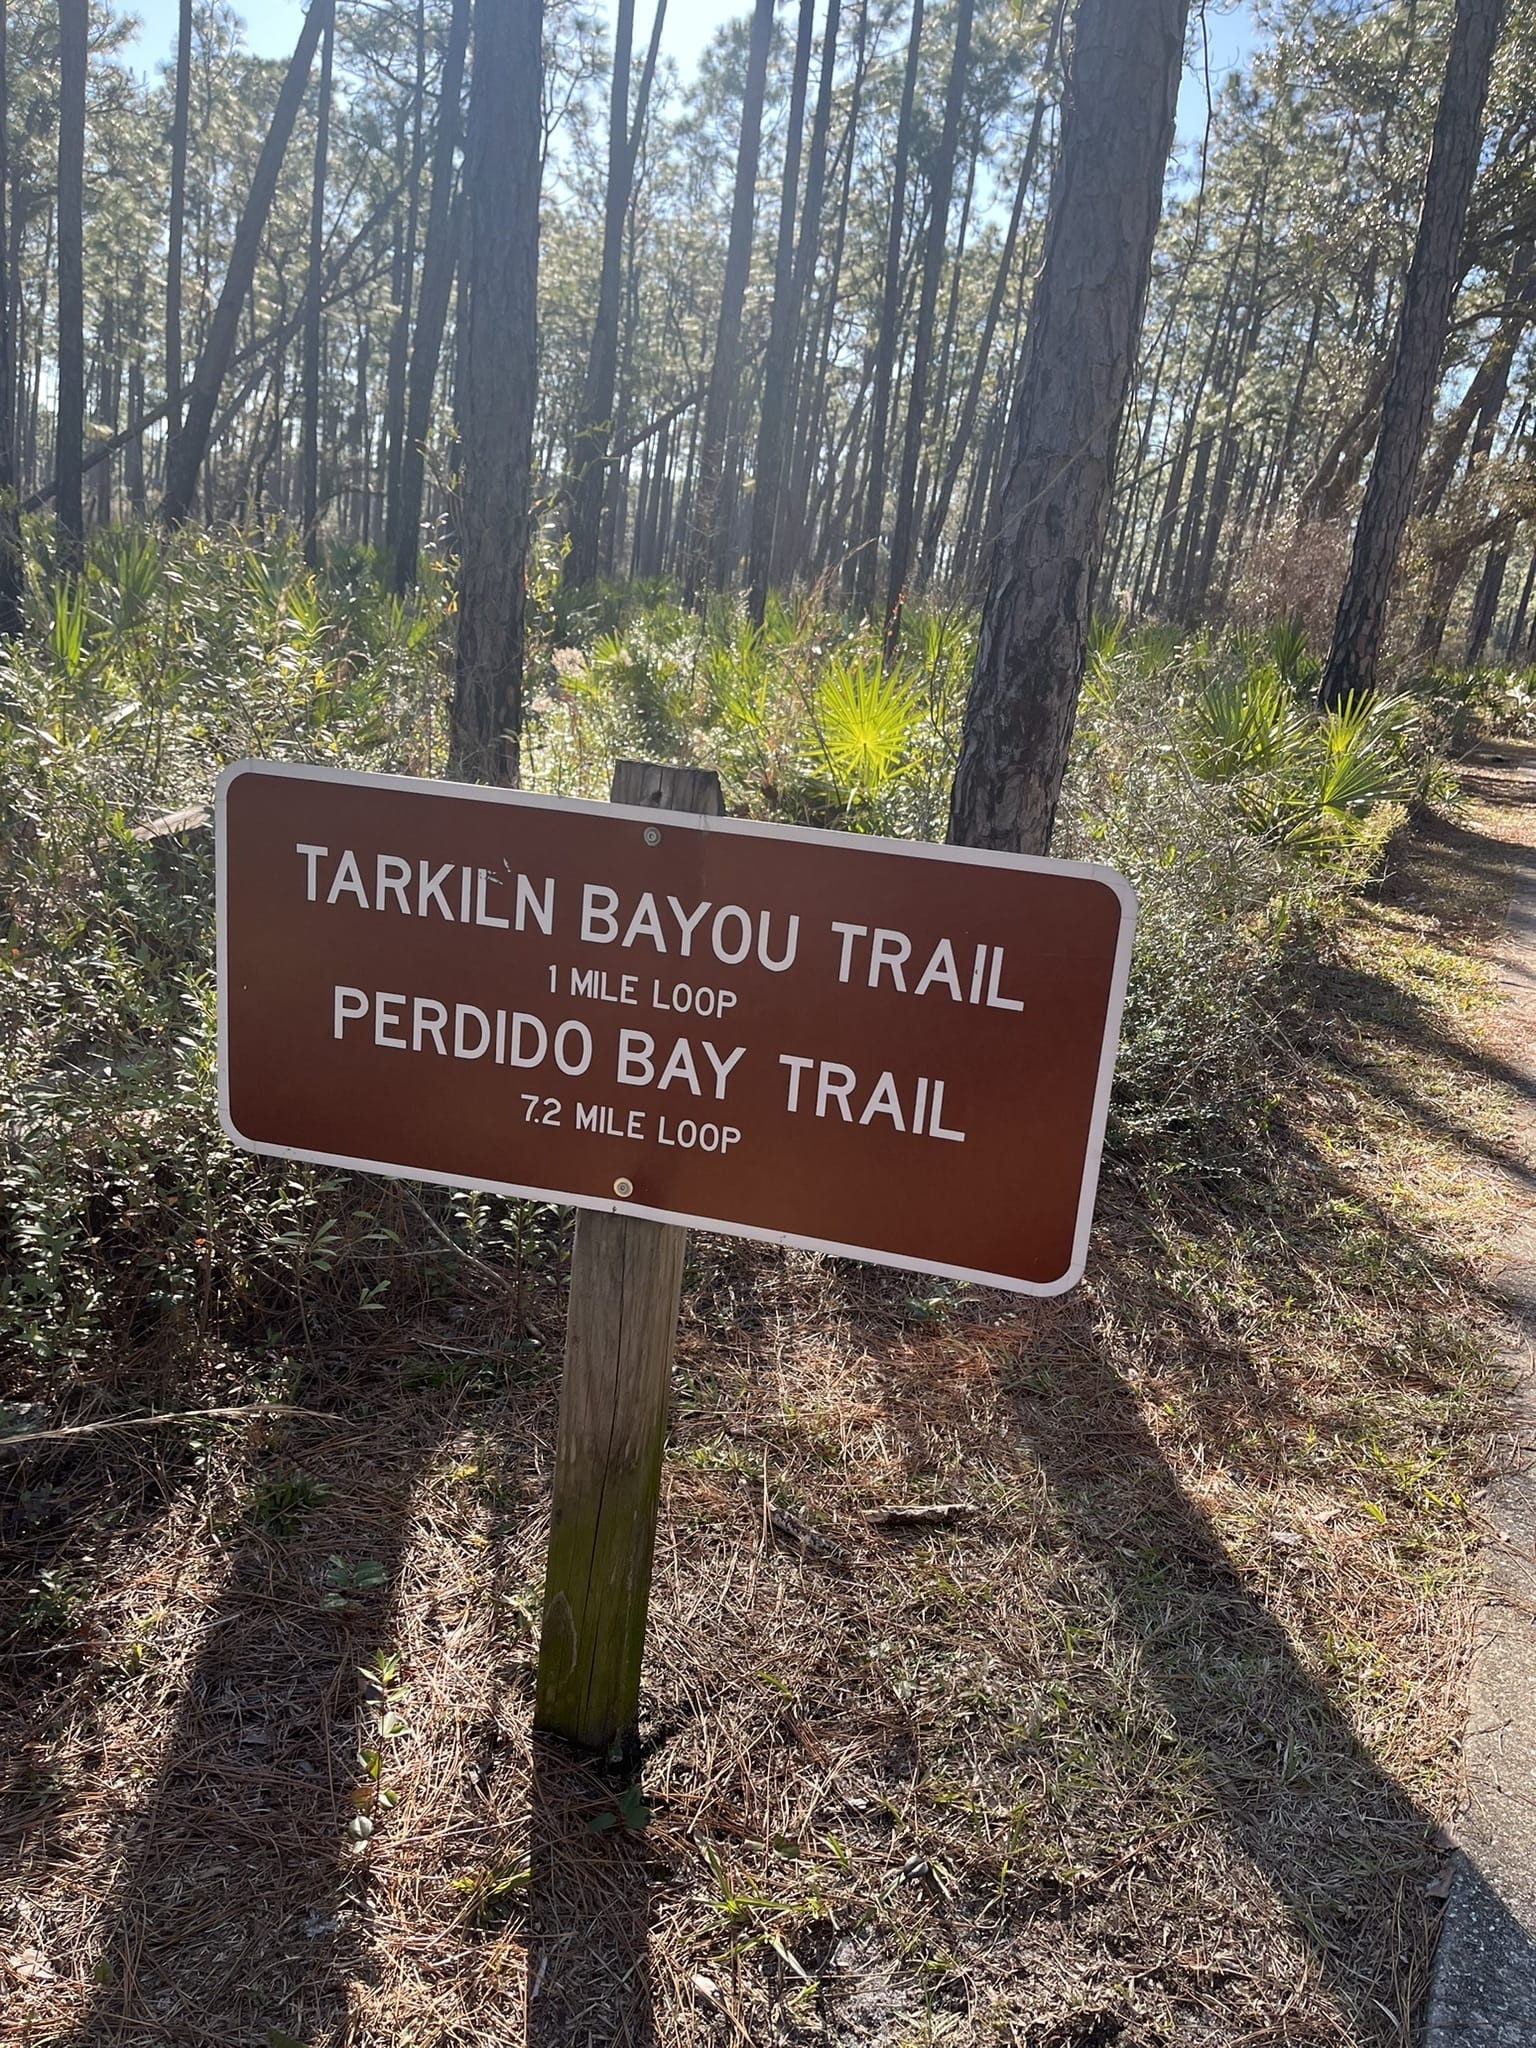 TARKILN BAYOU TRAIL
1 MILE LOOP
PERDIDO BAY TRAIL
7.2 MILE LOOP